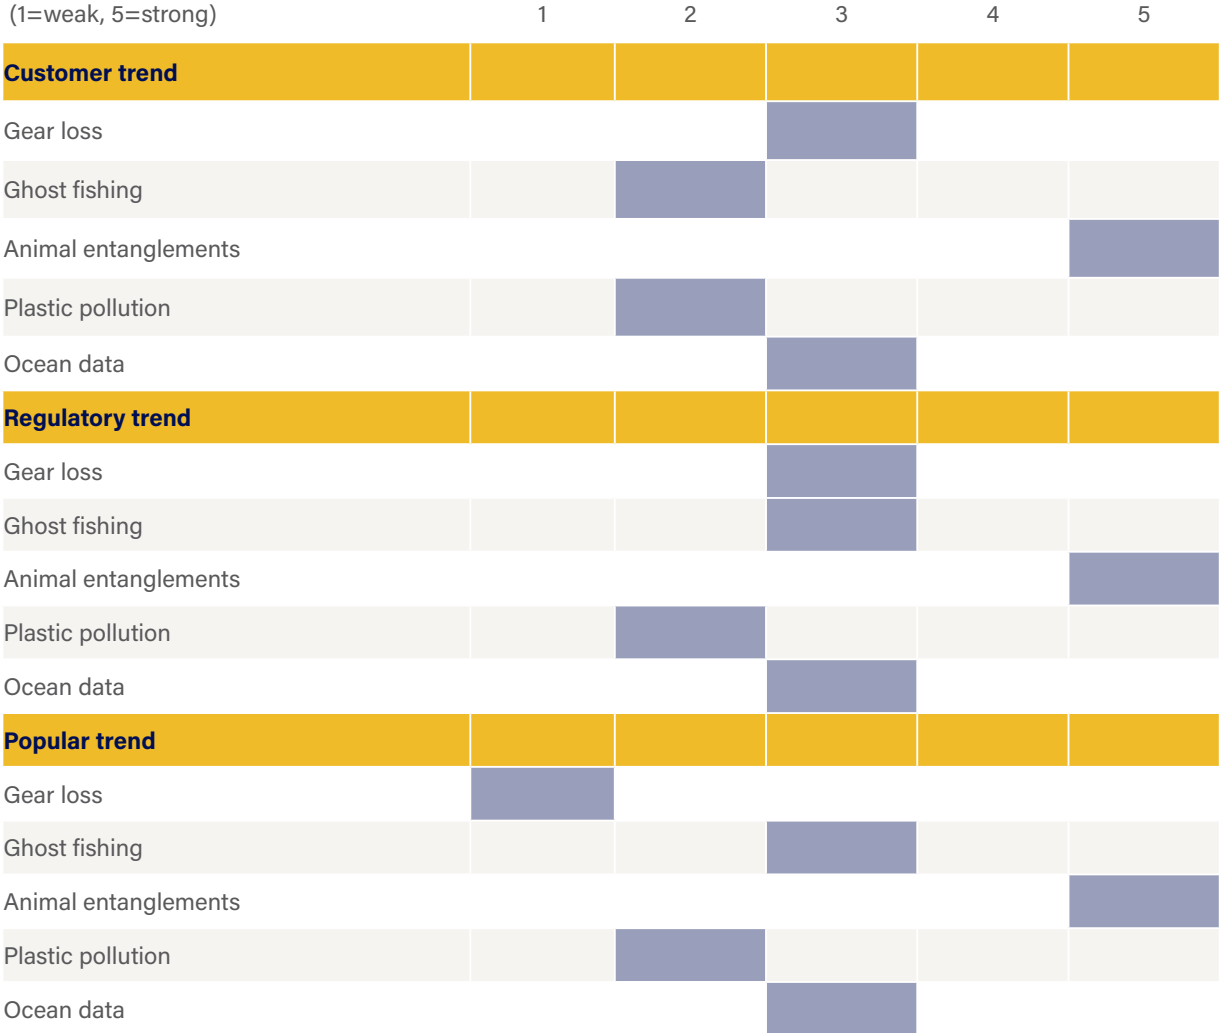 (1=weak, 5=strong) 1 2 3 4 5
Customer trend
Gear loss
Ghost fishing
Animal entanglements
Plastic pollution
Ocean data
Regulatory trend
Gear loss
Ghost fishing
Animal entanglements
Plastic pollution
Ocean data
Popular trend
Gear loss
Ghost fishing
Animal entanglements
Plastic pollution
Ocean data